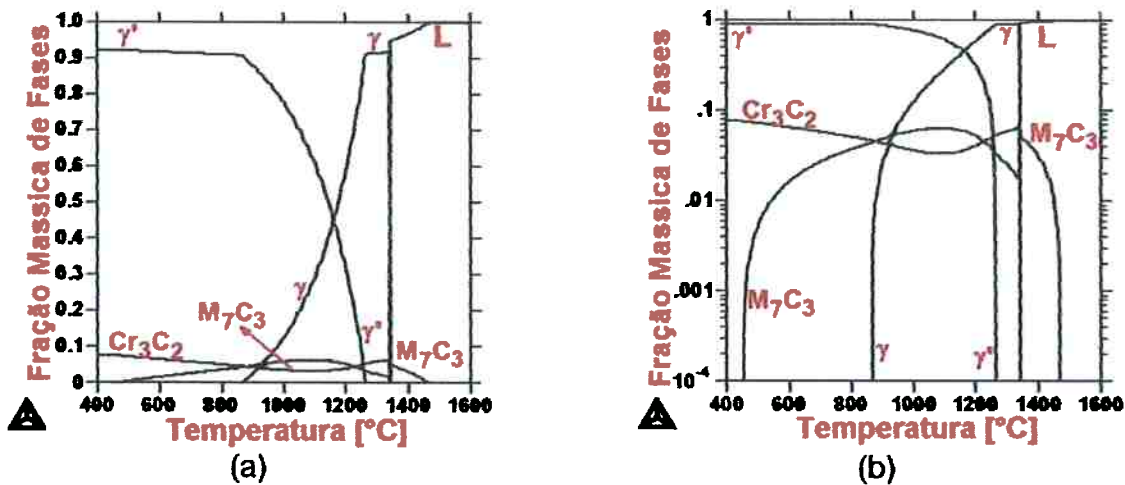 Fração Massica de Fases
1.0
0.9
0.8
0.7
0.6
0.5
0.4
0.3
0.2
0.1
0
γ'
γ
L
γ
M7C3
γ'
Cr3C2
M7C3
400 600 800 1000 1200 1400 1600
Temperatura [°C]
(a)
Fração Massica de Fases
1
.1
.01
.001
10-4
γ'
γ
L
Cr3C2
M7C3
M7C3
γ
γ'
400 600 800 1000 1200 1400 1600
Temperatura [°C]
(b)